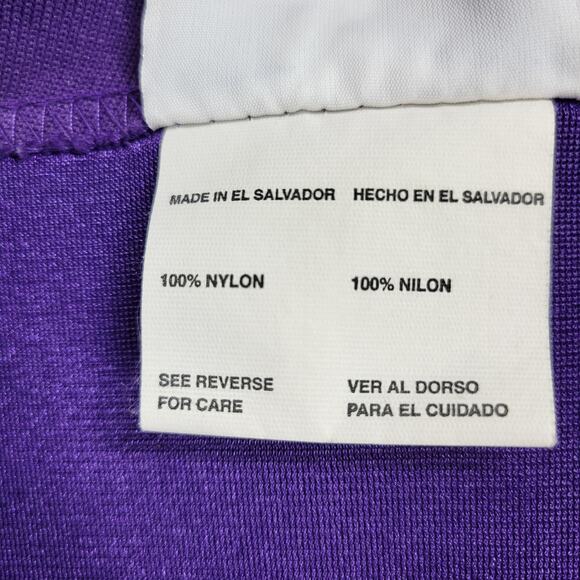 MADE IN EL SALVADOR HECHO EN EL SALVADOR
100% NYLON 100% NILON
SEE REVERSE VER AL DORSO
FOR CARE PARA EL CUIDADO